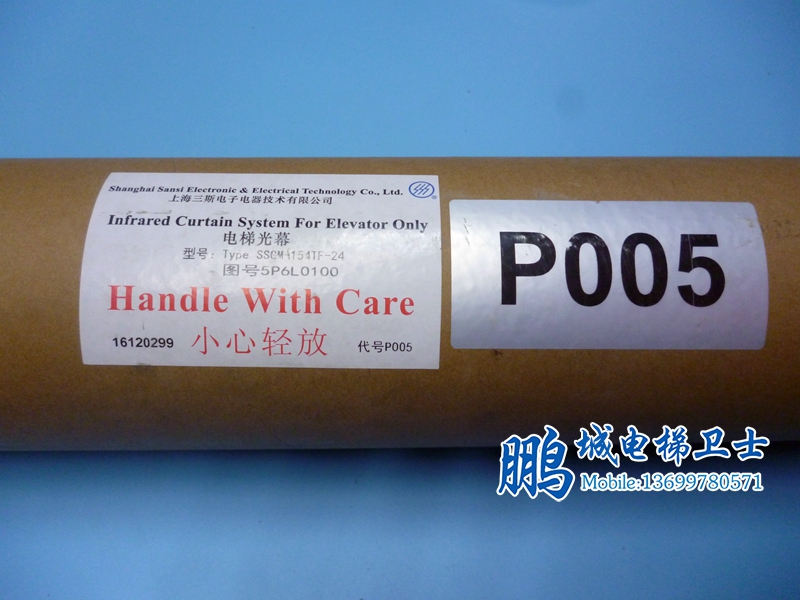 Shanghai Sansi Electronic & Electrical Technology Co., Ltd.
上海三斯电子电器技术有限公司
Infrared Curtain System For Elevator Only
电梯光幕
型号: Type
图号5P6L0100
Handle With Care
16120299 小心轻放 代号P005
P005
鹏城电梯卫士
Mobile:13699780571